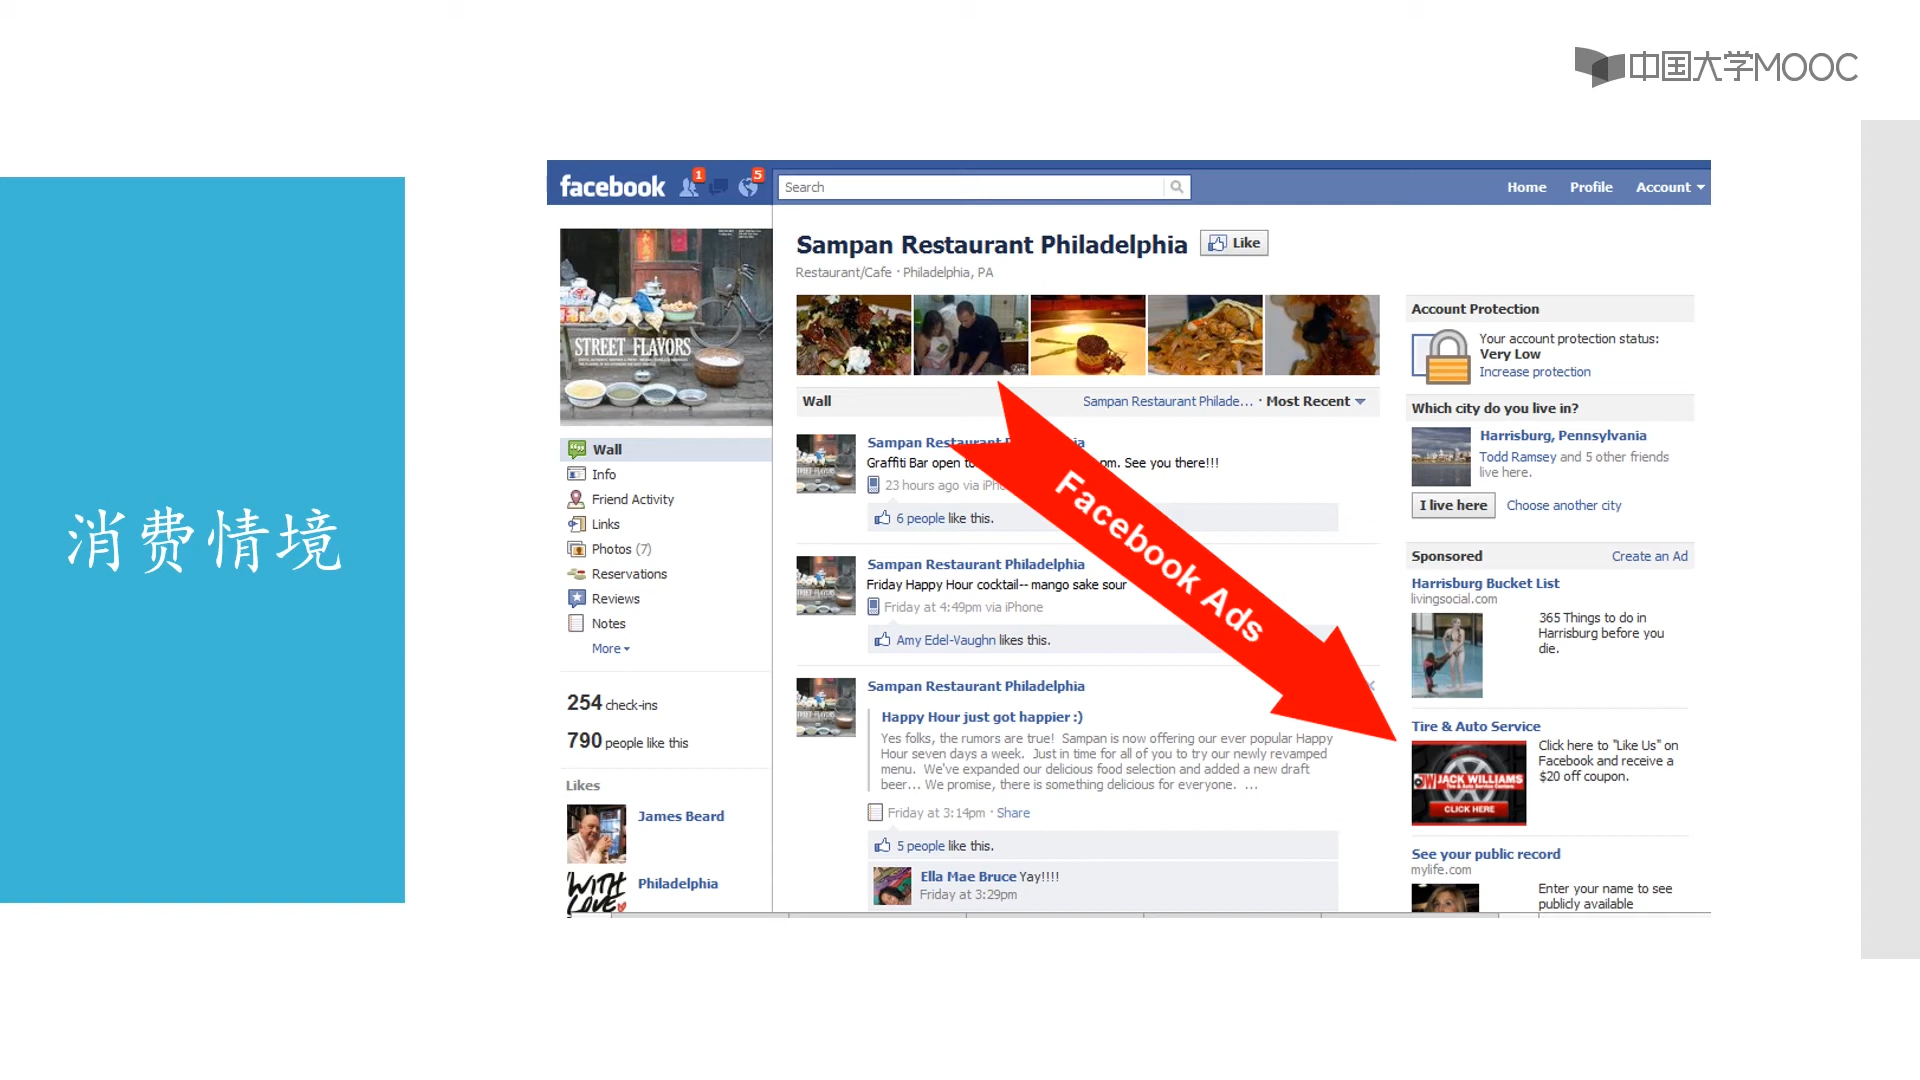 中国大学MOOC
消费情境
facebook
1
5
Search
Home
Profile
Account
STREET FLAVORS
Wall
Info
Friend Activity
Links
Photos (7)
Reservations
Reviews
Notes
More
254 check-ins
790 people like this
Likes
James Beard
WITH LOVE
Philadelphia
Sampan Restaurant Philadelphia
Like
Restaurant/Cafe · Philadelphia, PA
Wall
Sampan Restaurant Philade... · Most Recent
Sampan Restaurant
Graffiti Bar open
pm. See you there!!!
23 hours ago via
6 people like this.
Sampan Restaurant Philadelphia
Friday Happy Hour cocktail-- mango sake sour
Friday at 4:49pm via iPhone
Amy Edel-Vaughn likes this.
Sampan Restaurant Philadelphia
Happy Hour just got happier :)
Yes folks, the rumors are true! Sampan is now offering our ever popular Happy
Hour seven days a week. Just in time for all of you to try our newly revamped
menu. We've expanded our delicious food selection and added a new draft
beer... We promise, there is something delicious for everyone. ...
Friday at 3:14pm · Share
5 people like this.
Ella Mae Bruce Yay!!!!
Friday at 3:29pm
Facebook Ads
Account Protection
Your account protection status:
Very Low
Increase protection
Which city do you live in?
Harrisburg, Pennsylvania
Todd Ramsey and 5 other friends
live here.
I live here
Choose another city
Sponsored
Create an Ad
Harrisburg Bucket List
livingsocial.com
365 Things to do in
Harrisburg before you
die.
Tire & Auto Service
JACK WILLIAMS
CLICK HERE
Click here to "Like Us" on
Facebook and receive a
$20 off coupon.
See your public record
mylife.com
Enter your name to see
publicly available